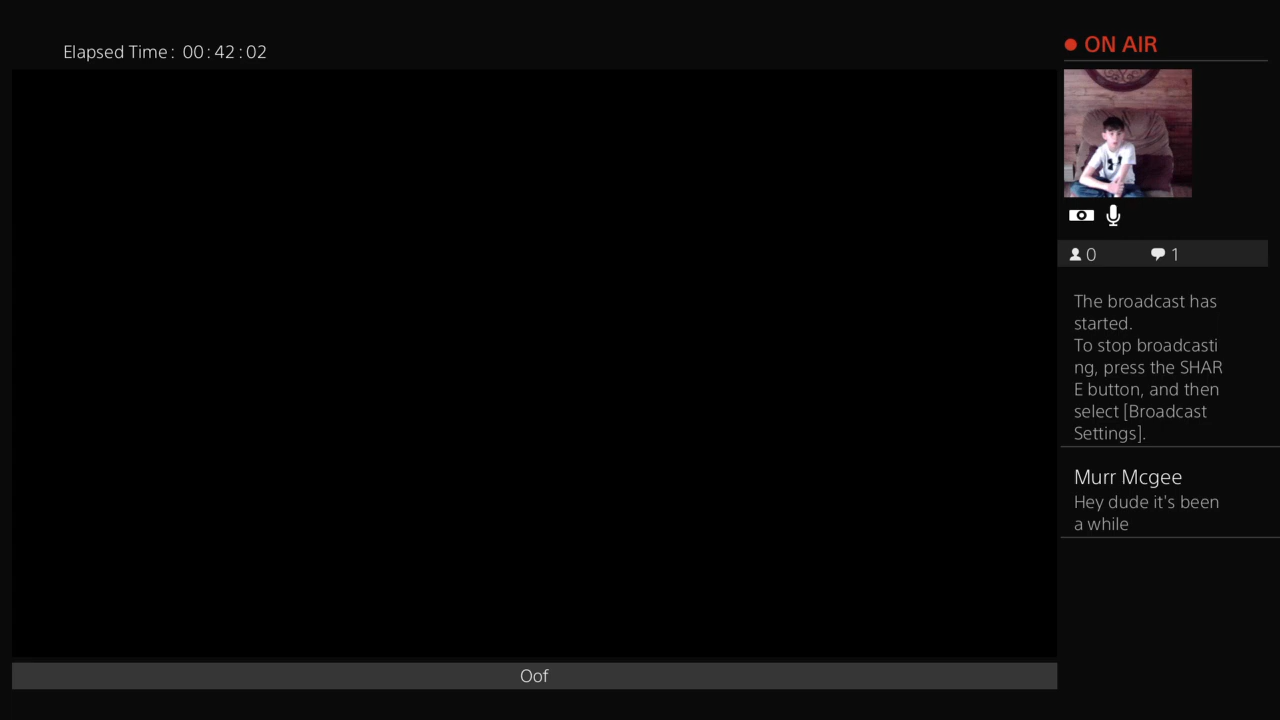 Elapsed Time: 00:42:02
ON AIR
0 1
The broadcast has
started.
To stop broadcasti
ng, press the SHAR
E button, and then
select [Broadcast
Settings].
Murr Mcgee
Hey dude it's been
a while
Oof